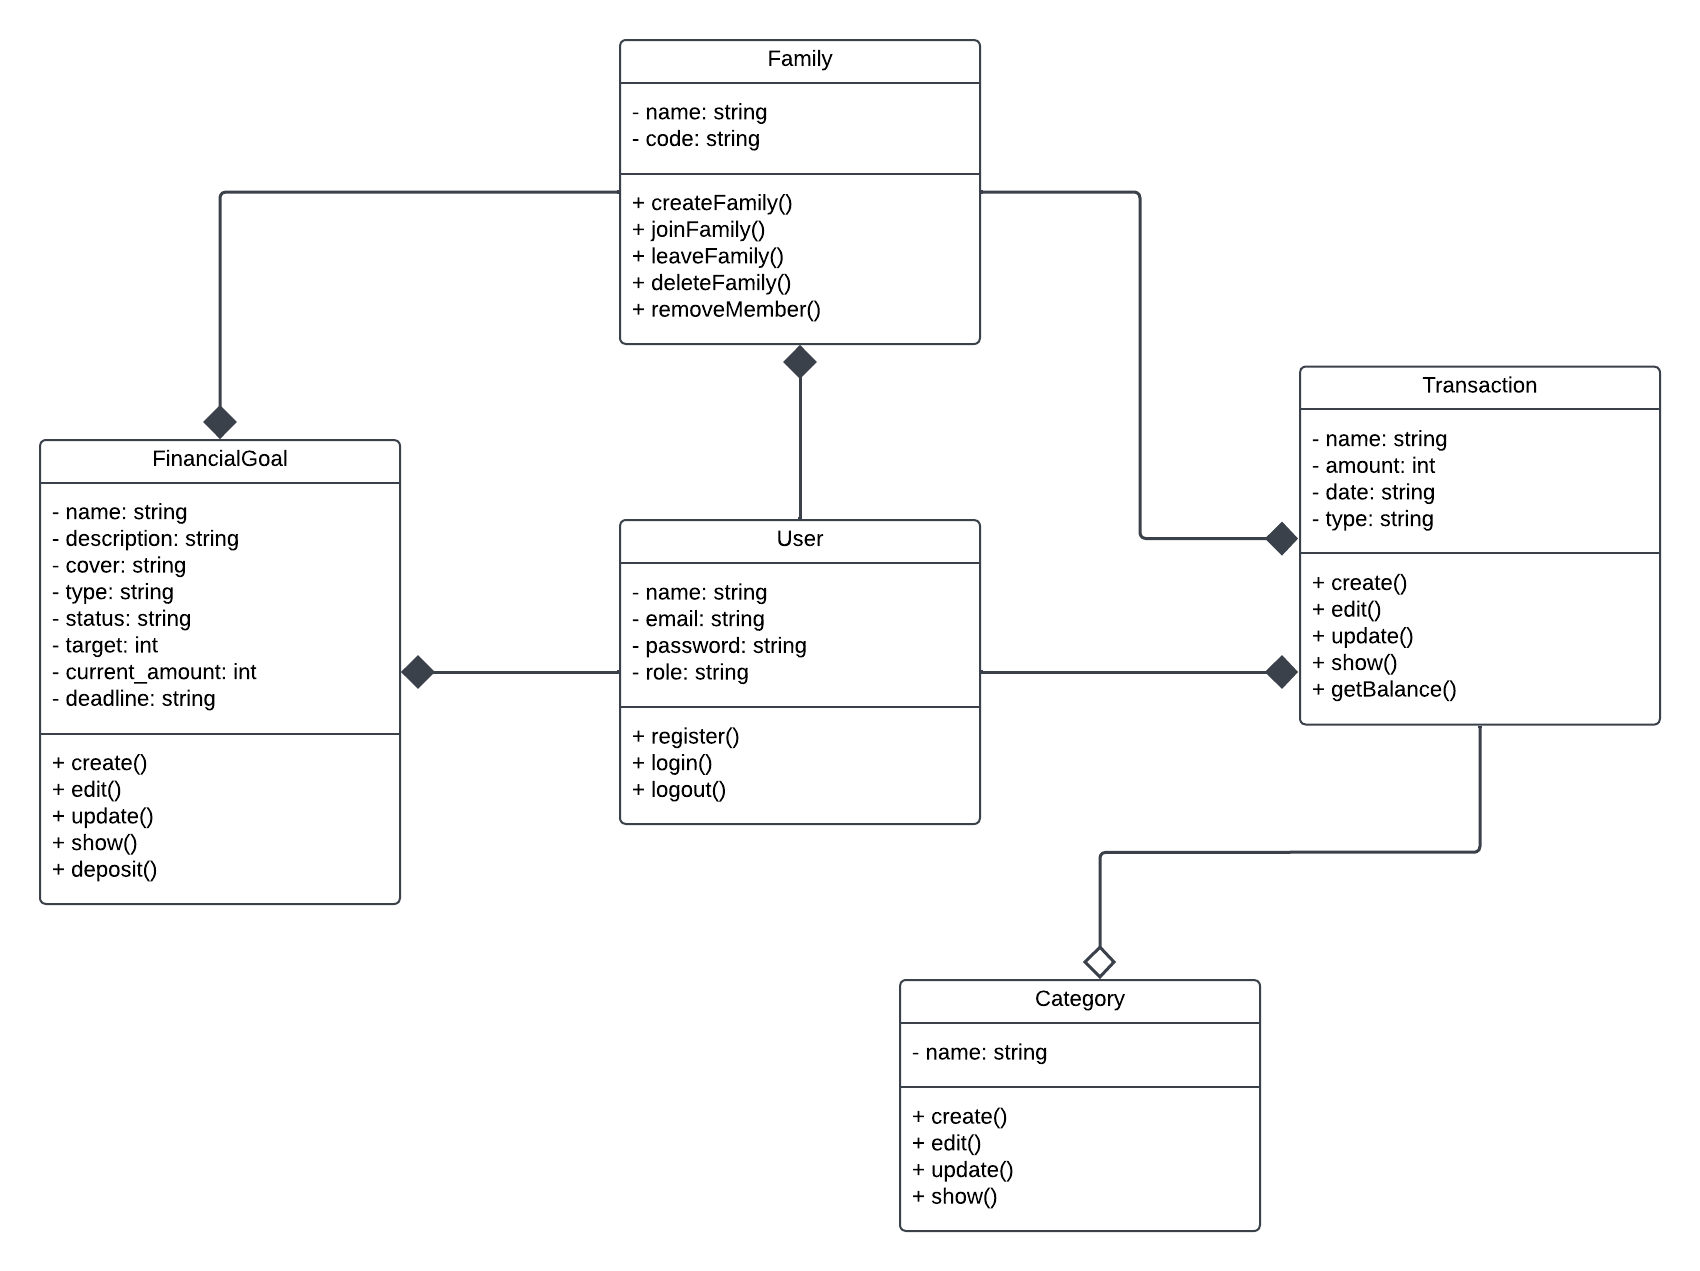 Family
- name: string
- code: string
+ createFamily()
+ joinFamily()
+ leaveFamily()
+ deleteFamily()
+ removeMember()
Transaction
- name: string
- amount: int
- date: string
- type: string
+ create()
+ edit()
+ update()
+ show()
+ getBalance()
FinancialGoal
- name: string
- description: string
- cover: string
- type: string
- status: string
- target: int
- current_amount: int
- deadline: string
+ create()
+ edit()
+ update()
+ show()
+ deposit()
User
- name: string
- email: string
- password: string
- role: string
+ register()
+ login()
+ logout()
Category
- name: string
+ create()
+ edit()
+ update()
+ show()